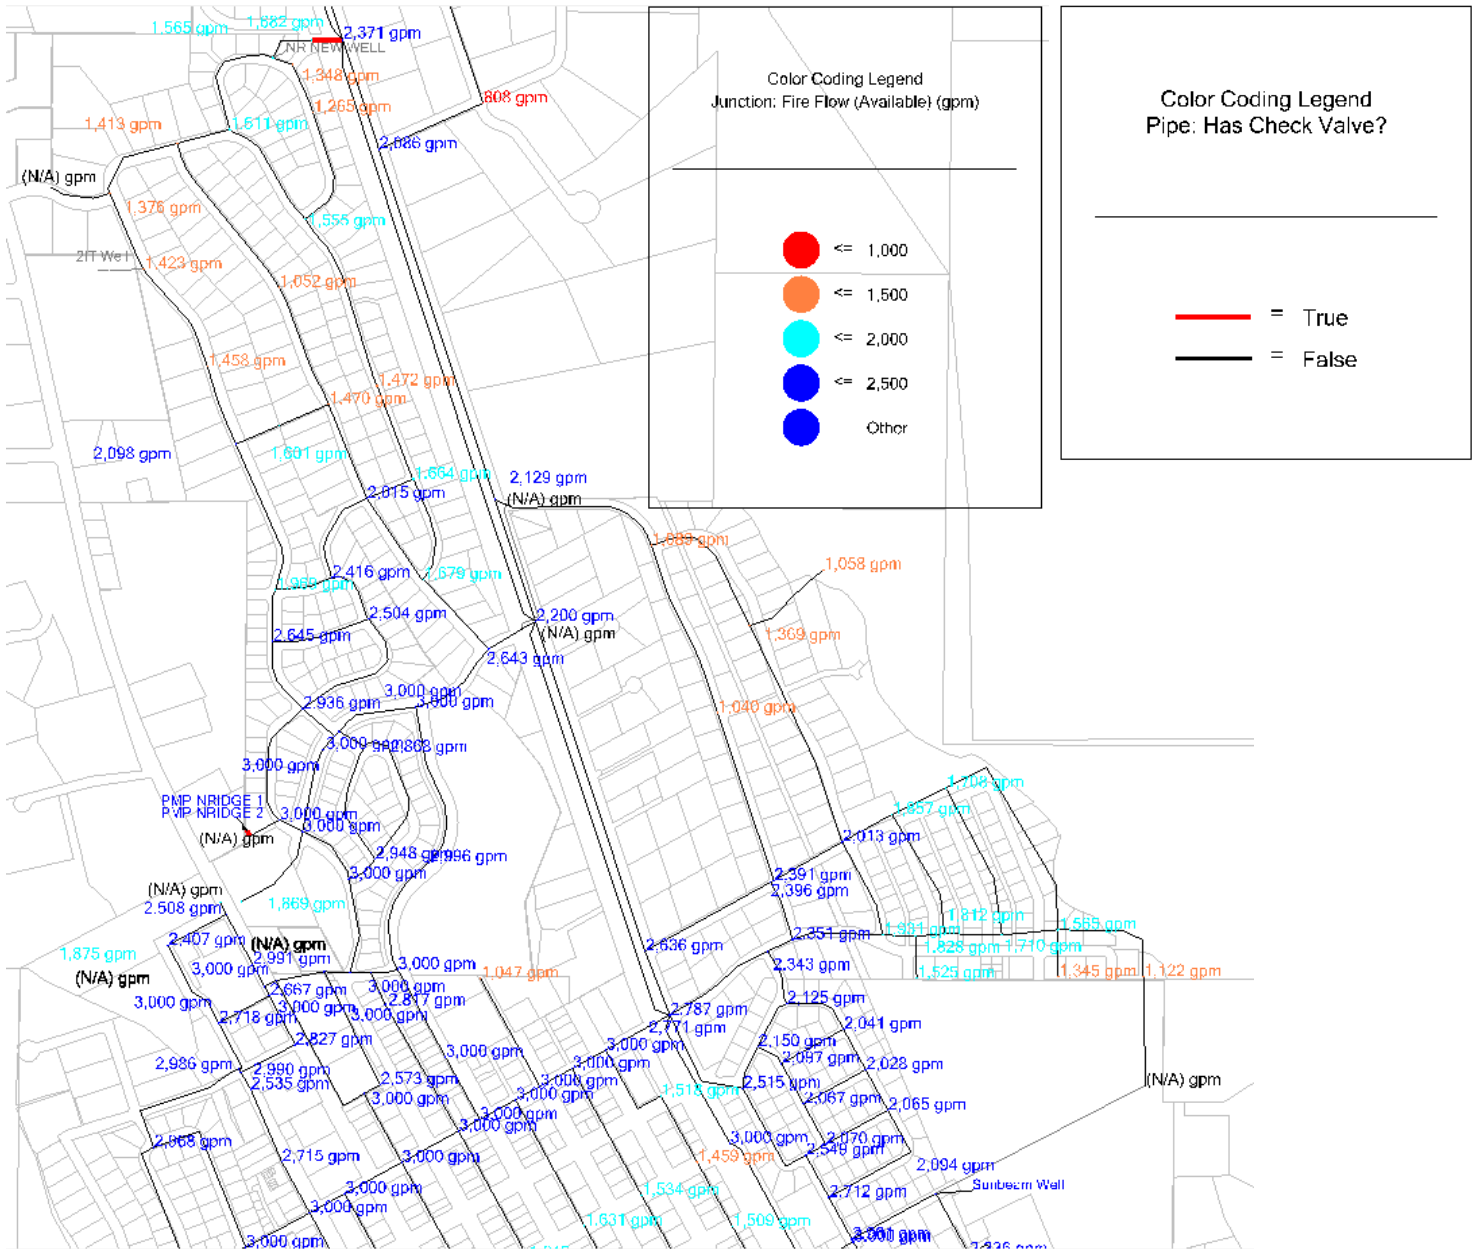 1,682 gpm
1,565 gpm
2,371 gpm
NR NEW WELL
1,348 gpm
1,265 gpm
808 gpm
1,413 gpm
1,611 gpm
2,086 gpm
(N/A) gpm
1,376 gpm
1,555 gpm
1,423 gpm
1,052 gpm
1,458 gpm
1,472 gpm
1,470 gpm
2,098 gpm
1,601 gpm
1,664 gpm
2,129 gpm
2,015 gpm
(N/A) gpm
1,058 gpm
2,416 gpm
1,679 gpm
2,504 gpm
2,200 gpm
(N/A) gpm
1,369 gpm
2,645 gpm
2,643 gpm
3,000 gpm
3,000 gpm
2,936 gpm
1,040 gpm
3,000 gpm
PMP NRIDGE 1
PMP NRIDGE 2
3,000 gpm
3,000 gpm
(N/A) gpm
2,948 gpm
2,996 gpm
3,000 gpm
(N/A) gpm
2,508 gpm
1,869 gpm
1,708 gpm
1,657 gpm
2,013 gpm
2,391 gpm
2,396 gpm
2,636 gpm
2,351 gpm
1,931 gpm
1,812 gpm
1,565 gpm
1,828 gpm
1,710 gpm
1,525 gpm
1,345 gpm
1,122 gpm
1,875 gpm
2,407 gpm
(N/A) gpm
2,991 gpm
(N/A) gpm
3,000 gpm
3,000 gpm
1,047 gpm
2,343 gpm
2,667 gpm
3,000 gpm
2,817 gpm
3,000 gpm
3,000 gpm
3,000 gpm
2,718 gpm
2,827 gpm
2,787 gpm
2,771 gpm
2,125 gpm
2,041 gpm
2,150 gpm
2,097 gpm
2,028 gpm
3,000 gpm
3,000 gpm
3,000 gpm
2,986 gpm
2,990 gpm
2,535 gpm
2,573 gpm
3,000 gpm
3,000 gpm
3,000 gpm
3,000 gpm
3,000 gpm
1,518 gpm
2,515 gpm
2,067 gpm
2,065 gpm
(N/A) gpm
2,715 gpm
3,000 gpm
3,000 gpm
2,070 gpm
2,549 gpm
1,459 gpm
2,094 gpm
Sunbeam Well
3,000 gpm
3,000 gpm
1,534 gpm
2,712 gpm
1,631 gpm
1,509 gpm
3,000 gpm
Color Coding Legend
Junction: Fire Flow (Available) (gpm)
<= 1,000
<= 1,500
<= 2,000
<= 2,500
Other
Color Coding Legend
Pipe: Has Check Valve?
= True
= False